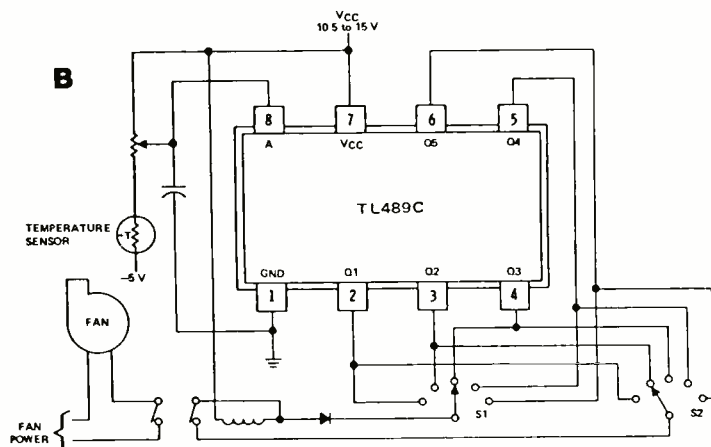 B
VCC
10 5 to 15 V
8
7
6
5
A
VCC
Q5
Q4
TL489C
TEMPERATURE
SENSOR
-T
–5 V
GND
Q1
Q2
Q3
1
2
3
4
FAN
S1
S2
FAN
POWER